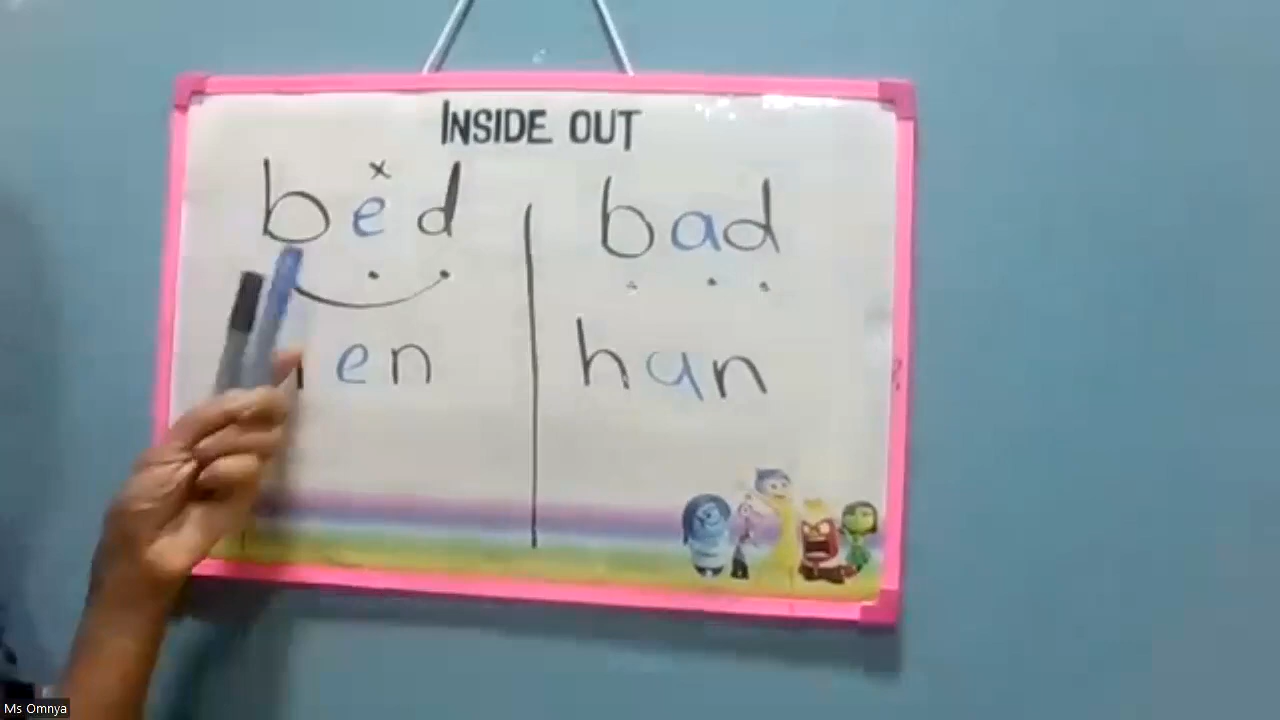 INSIDE OUT
bed
bad
en
han
Ms Omnya